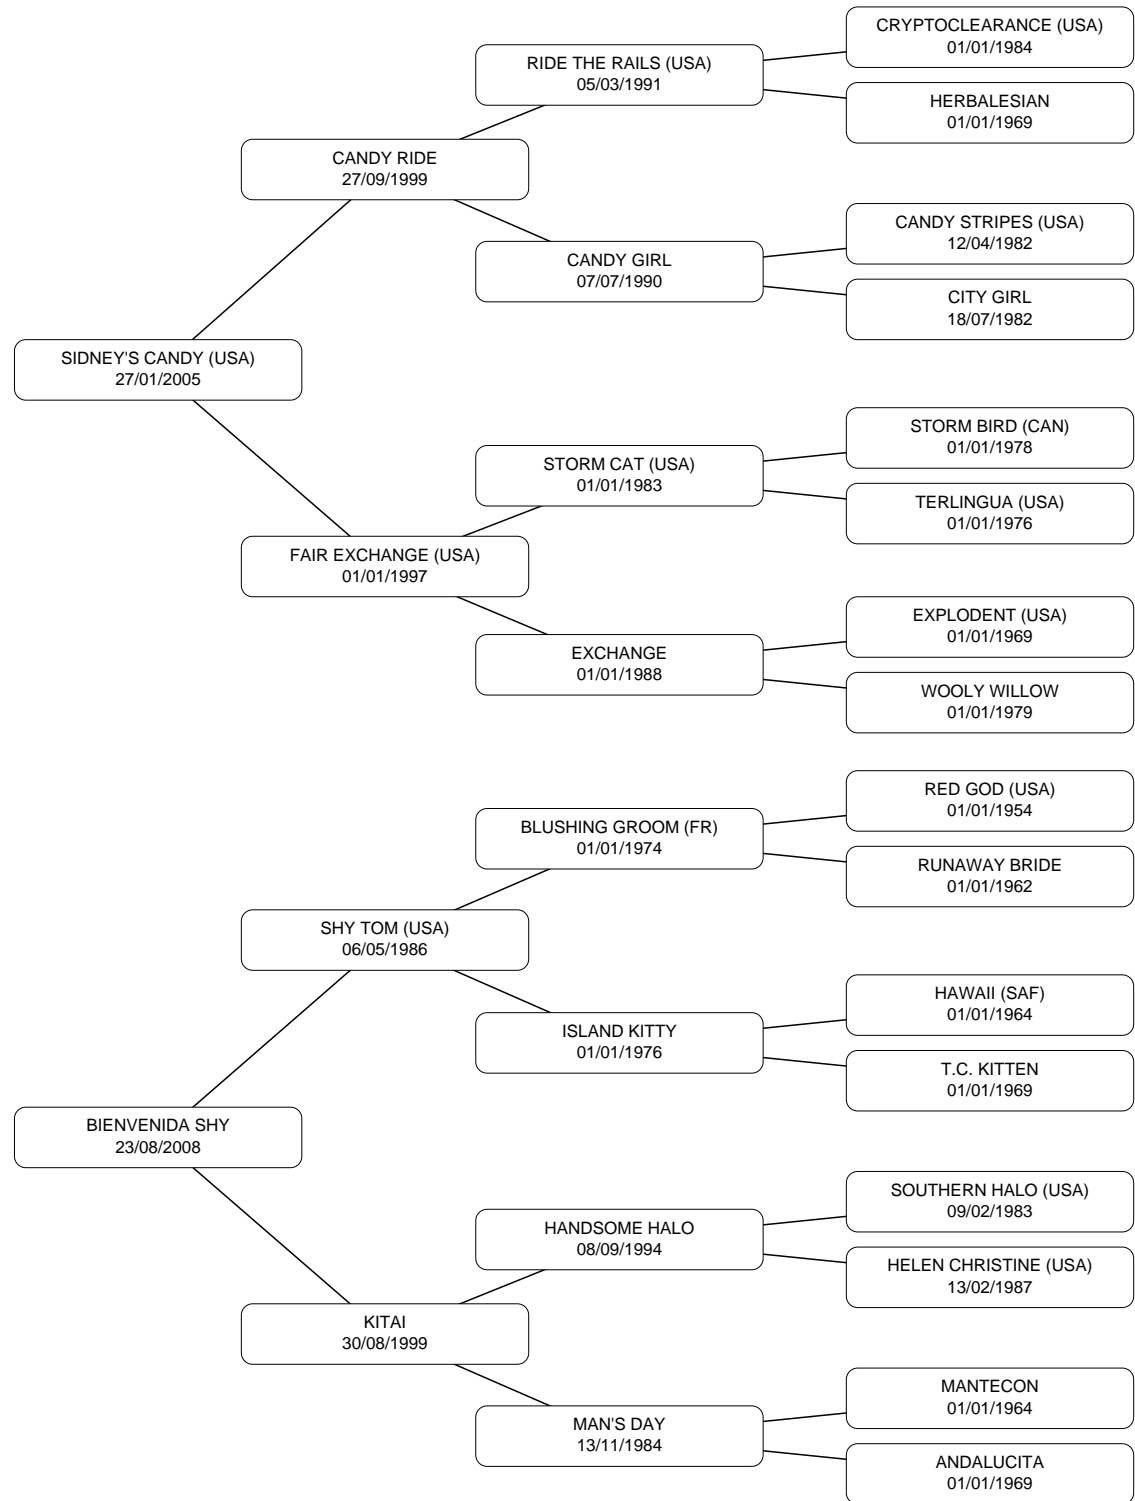 CRYPTOCLEARANCE (USA)
01/01/1984
RIDE THE RAILS (USA)
05/03/1991
HERBALESIAN
01/01/1969
CANDY RIDE
27/09/1999
CANDY STRIPES (USA)
12/04/1982
CANDY GIRL
07/07/1990
CITY GIRL
18/07/1982
SIDNEY'S CANDY (USA)
27/01/2005
STORM BIRD (CAN)
01/01/1978
STORM CAT (USA)
01/01/1983
TERLINGUA (USA)
01/01/1976
FAIR EXCHANGE (USA)
01/01/1997
EXPLODENT (USA)
01/01/1969
EXCHANGE
01/01/1988
WOOLY WILLOW
01/01/1979
RED GOD (USA)
01/01/1954
BLUSHING GROOM (FR)
01/01/1974
RUNAWAY BRIDE
01/01/1962
SHY TOM (USA)
06/05/1986
HAWAII (SAF)
01/01/1964
ISLAND KITTY
01/01/1976
T.C. KITTEN
01/01/1969
BIENVENIDA SHY
23/08/2008
SOUTHERN HALO (USA)
09/02/1983
HANDSOME HALO
08/09/1994
HELEN CHRISTINE (USA)
13/02/1987
KITAI
30/08/1999
MANTECON
01/01/1964
MAN'S DAY
13/11/1984
ANDALUCITA
01/01/1969